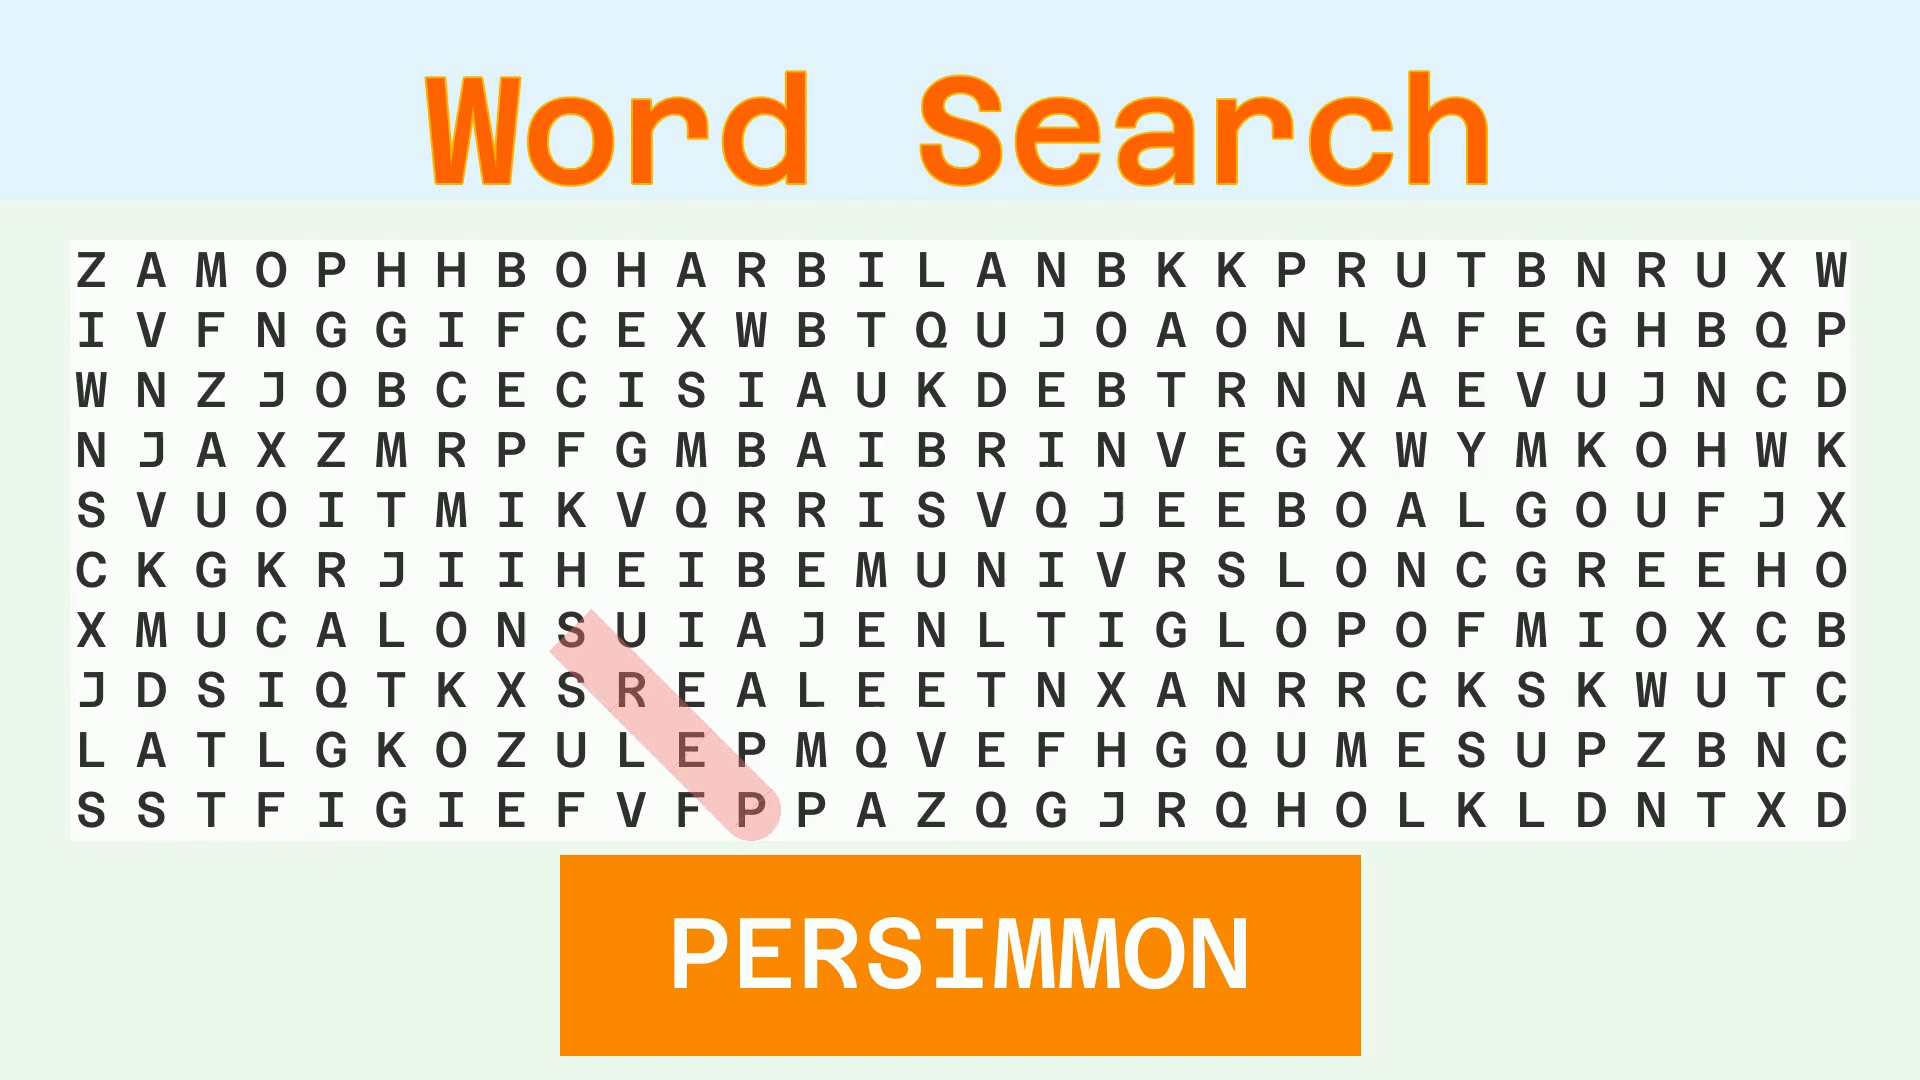 Word Search
Z A M O P H H B O H A R B I L A N B K K P R U T B N R U X W
I V F N G G I F C E X W B T Q U J O A O N L A F E G H B Q P
W N Z J O B C E C I S I A U K D E B T R N N A E V U J N C D
N J A X Z M R P F G M B A I B R I N V E G X W Y M K O H W K
S V U O I T M I K V Q R R I S V Q J E E B O A L G O U F J X
C K G K R J I I H E I B E M U N I V R S L O N C G R E E H O
X M U C A L O N S U I A J E N L T I G L O P O F M I O X C B
J D S I Q T K X S R E A L E E T N X A N R R C K S K W U T C
L A T L G K O Z U L E P M Q V E F H G Q U M E S U P Z B N C
S S T F I G I E F V F P P A Z Q G J R Q H O L K L D N T X D
PERSIMMON